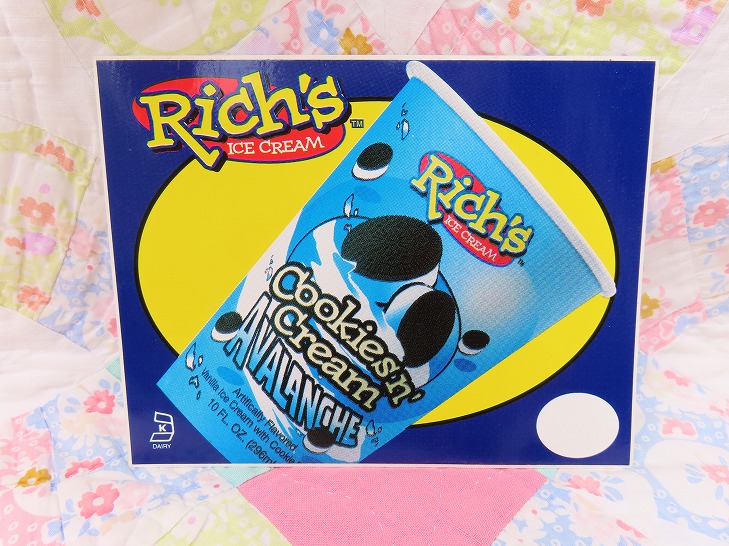 Rich's
TM
ICE CREAM
Rich's
ICE CREAM
Cookies'n'
Cream
AVALANCHE
Artificially Flavored
Vanilla Ice Cream with Cookie
10 FL. OZ. (296m
K
DAIRY